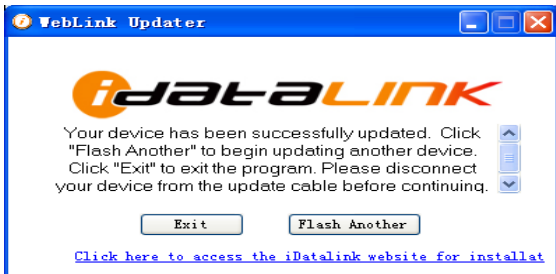 WebLink Updater
iDataLink
Your device has been successfully updated. Click
"Flash Another" to begin updating another device.
Click "Exit" to exit the program. Please disconnect
your device from the update cable before continuing.
Exit
Flash Another
Click here to access the iDatalink website for installat